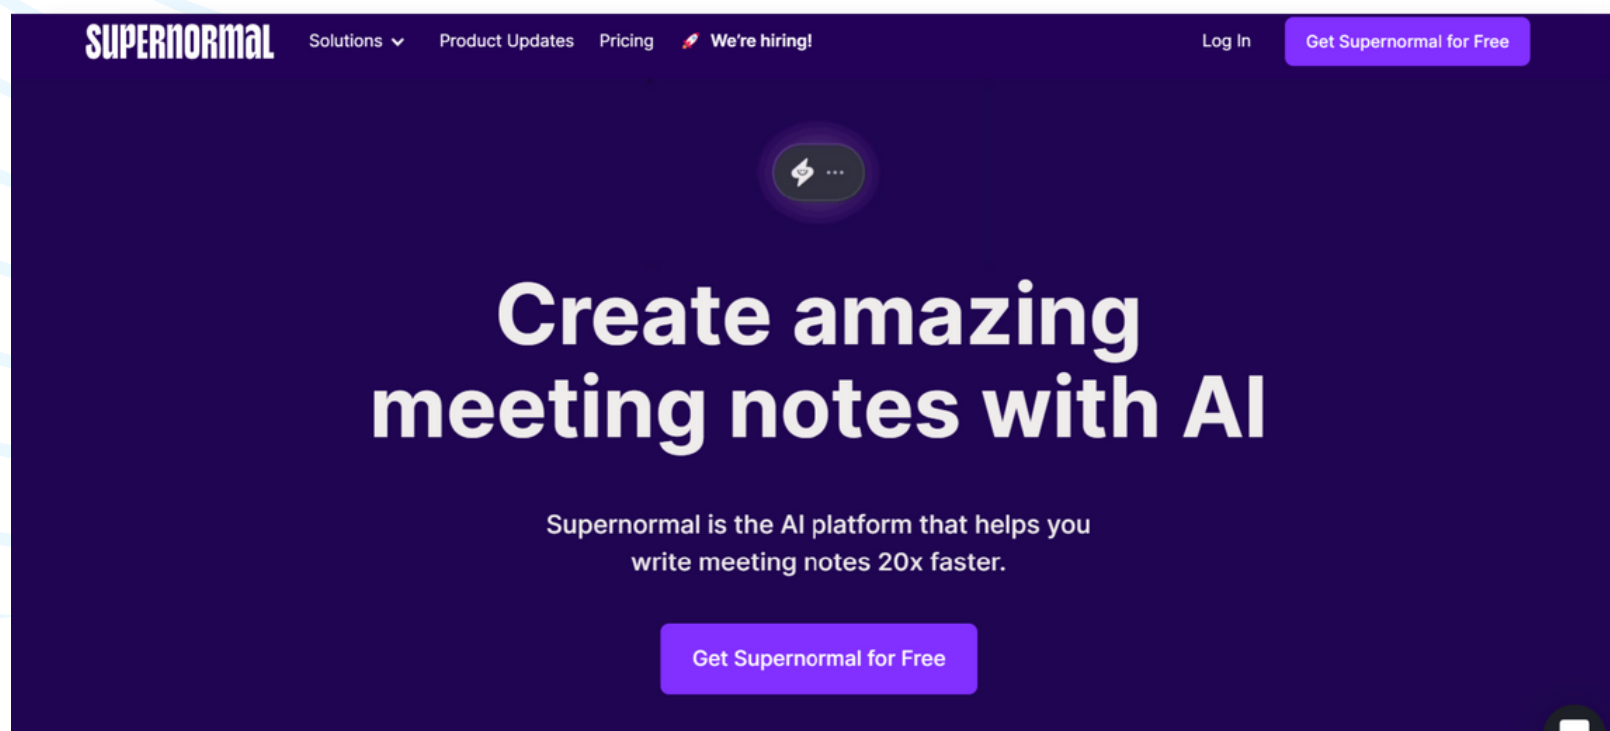 SUPERNORMAL Solutions Product Updates Pricing 🚀 We're hiring! Log In Get Supernormal for Free
Create amazing
meeting notes with AI
Supernormal is the AI platform that helps you
write meeting notes 20x faster.
Get Supernormal for Free